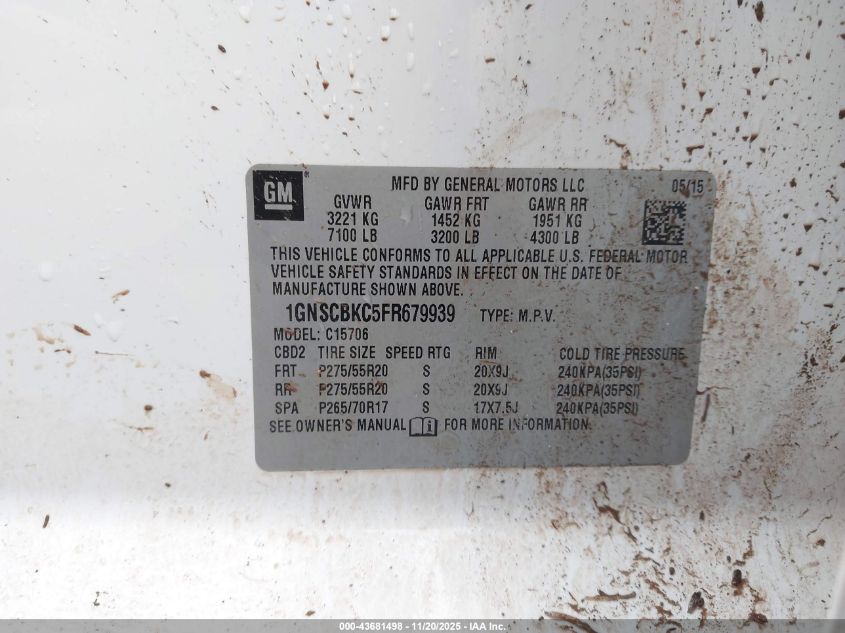 GM ®
MFD BY GENERAL MOTORS LLC 05/15
GVWR GAWR FRT GAWR RR
3221 KG 1452 KG 1951 KG
7100 LB 3200 LB 4300 LB
THIS VEHICLE CONFORMS TO ALL APPLICABLE U.S. FEDERAL MOTOR
VEHICLE SAFETY STANDARDS IN EFFECT ON THE DATE OF
MANUFACTURE SHOWN ABOVE.
1GNSCBKC5FR679939 TYPE: M.P.V.
MODEL: C15706
CBD2 TIRE SIZE SPEED RTG RIM COLD TIRE PRESSURE
FRT P275/55R20 S 20X9J 240KPA(35PSI)
RR P275/55R20 S 20X9J 240KPA(35PSI)
SPA P265/70R17 S 17X7.5J 240KPA(35PSI)
SEE OWNER'S MANUAL i FOR MORE INFORMATION.
000-43681498 - 11/20/2025 - IAA Inc.